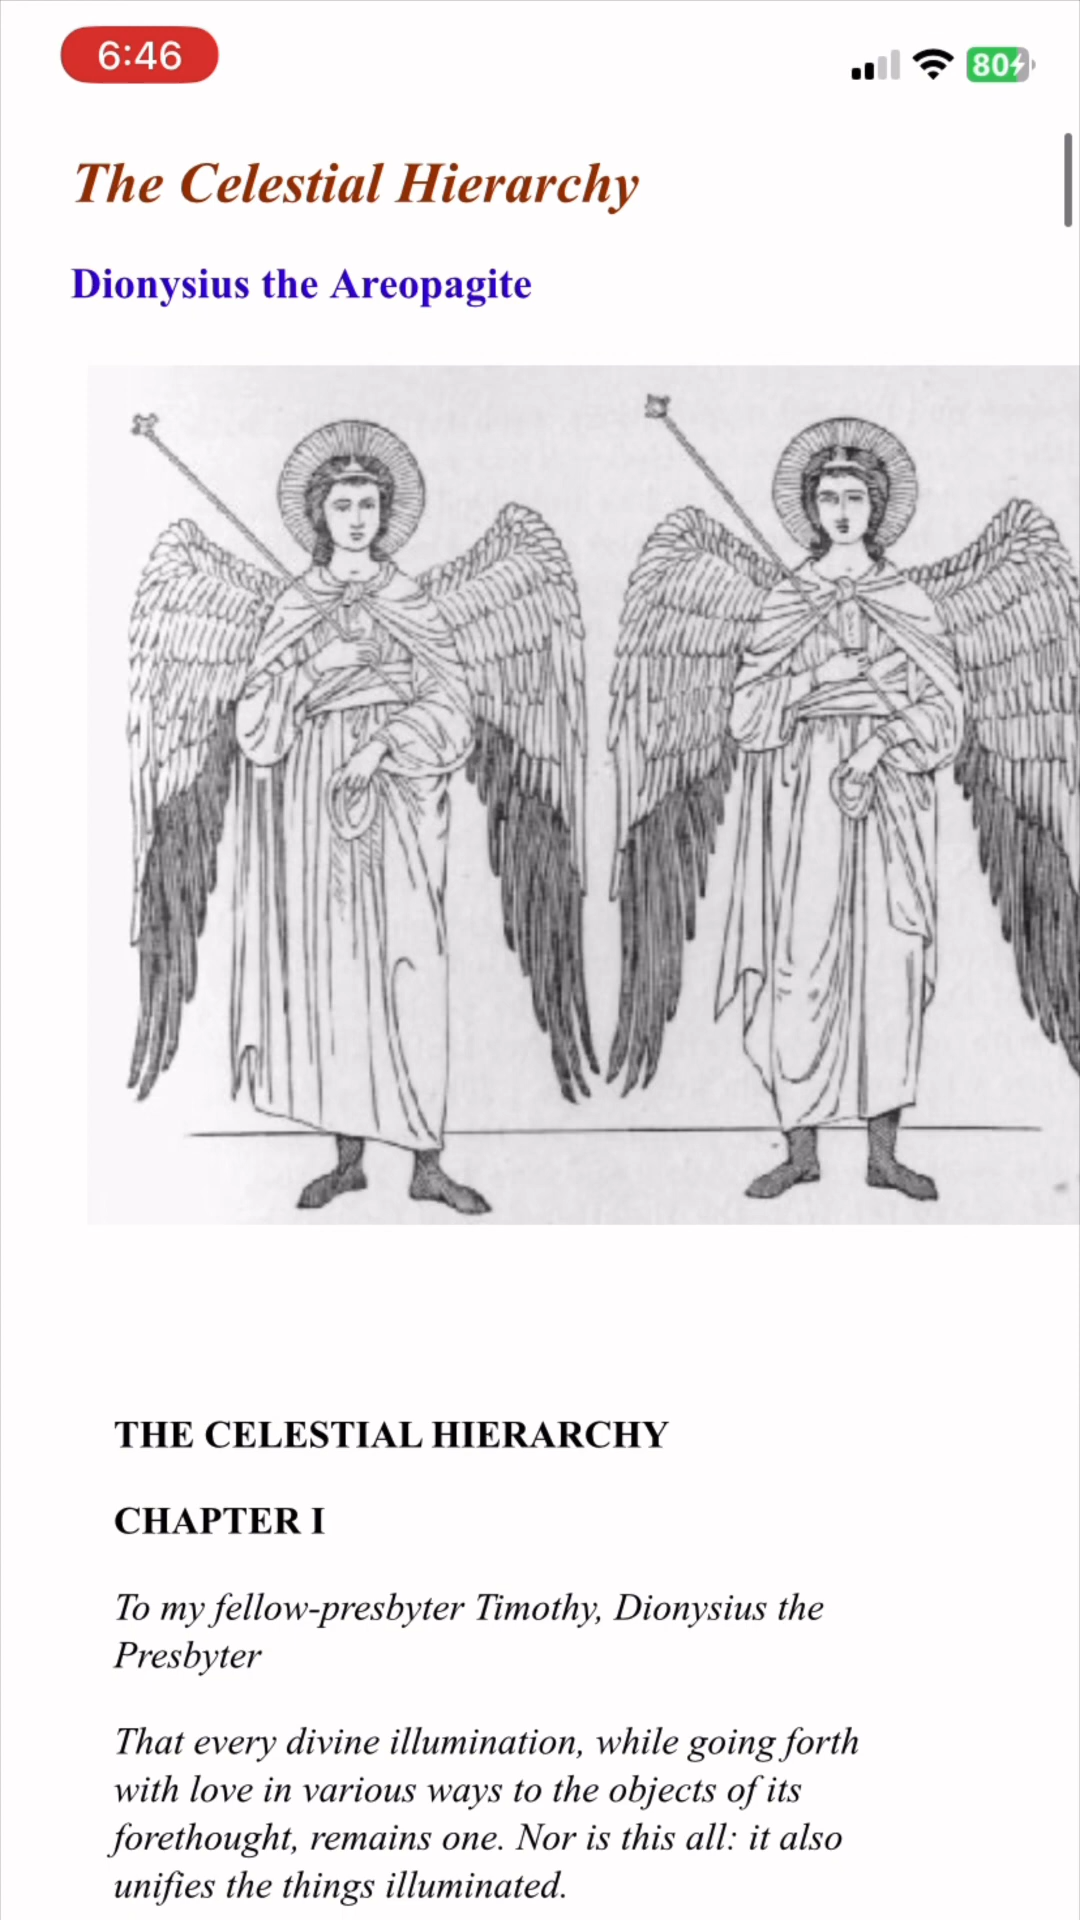 6:46
80
The Celestial Hierarchy
Dionysius the Areopagite
THE CELESTIAL HIERARCHY
CHAPTER I
To my fellow-presbyter Timothy, Dionysius the
Presbyter
That every divine illumination, while going forth
with love in various ways to the objects of its
forethought, remains one. Nor is this all: it also
unifies the things illuminated.